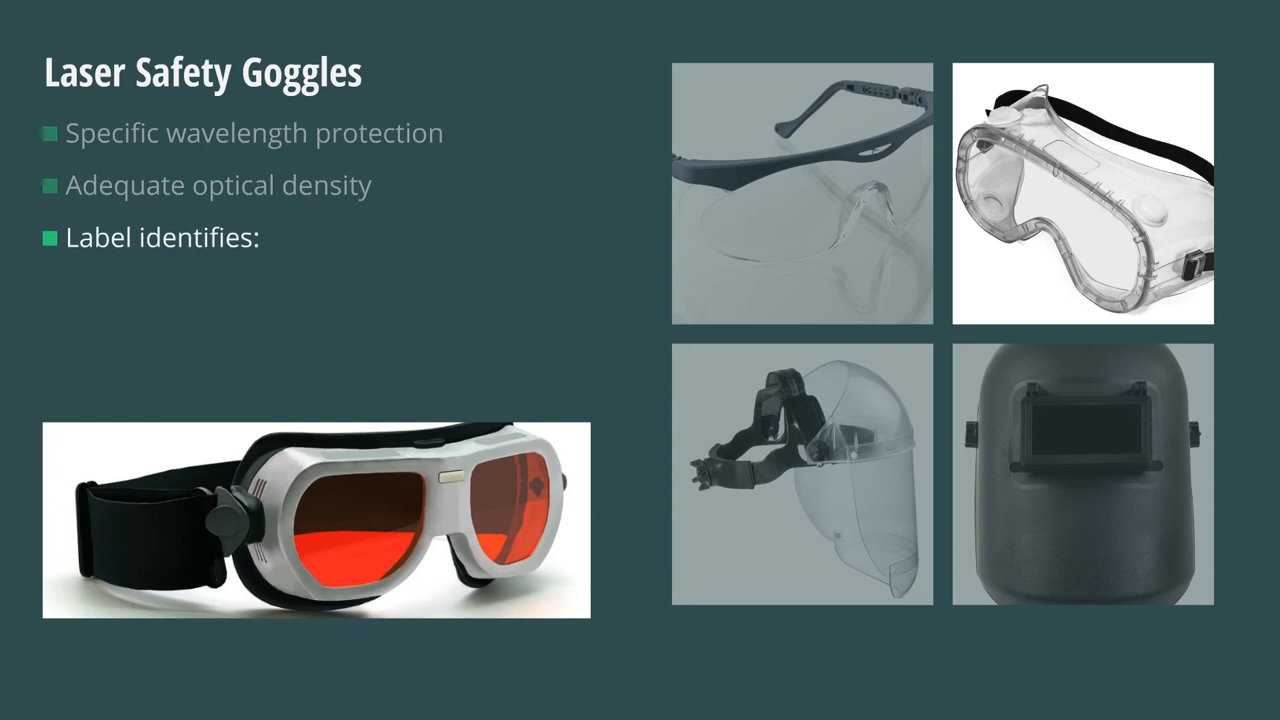 Laser Safety Goggles
Specific wavelength protection
Adequate optical density
Label identifies: